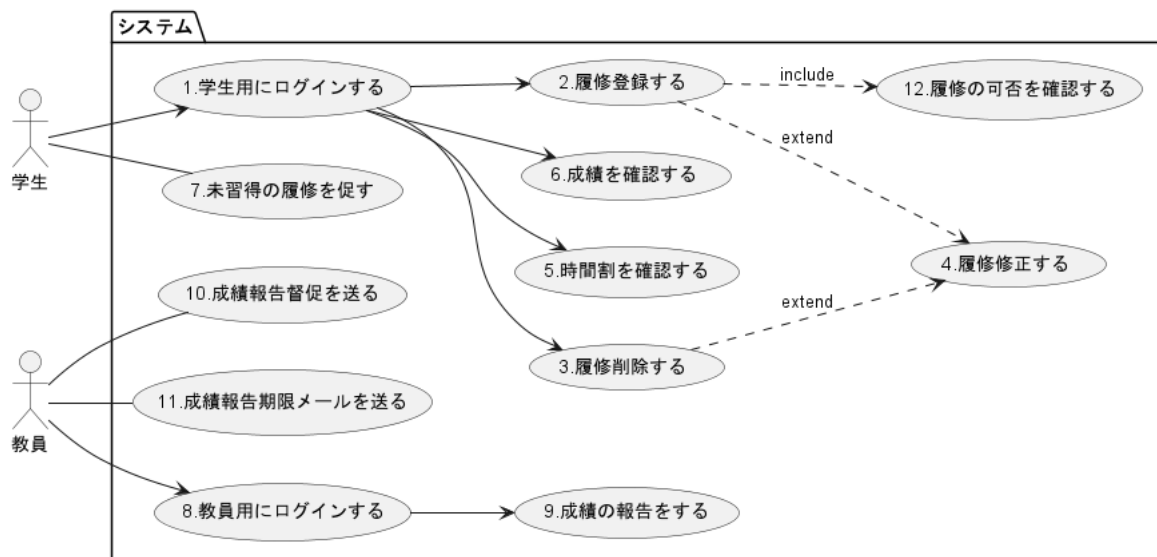 システム
1.学生用にログインする
2.履修登録する
include
12.履修の可否を確認する
extend
学生
7.未習得の履修を促す
6.成績を確認する
5.時間割を確認する
4.履修修正する
10.成績報告督促を送る
extend
3.履修削除する
11.成績報告期限メールを送る
教員
8.教員用にログインする
9.成績の報告をする